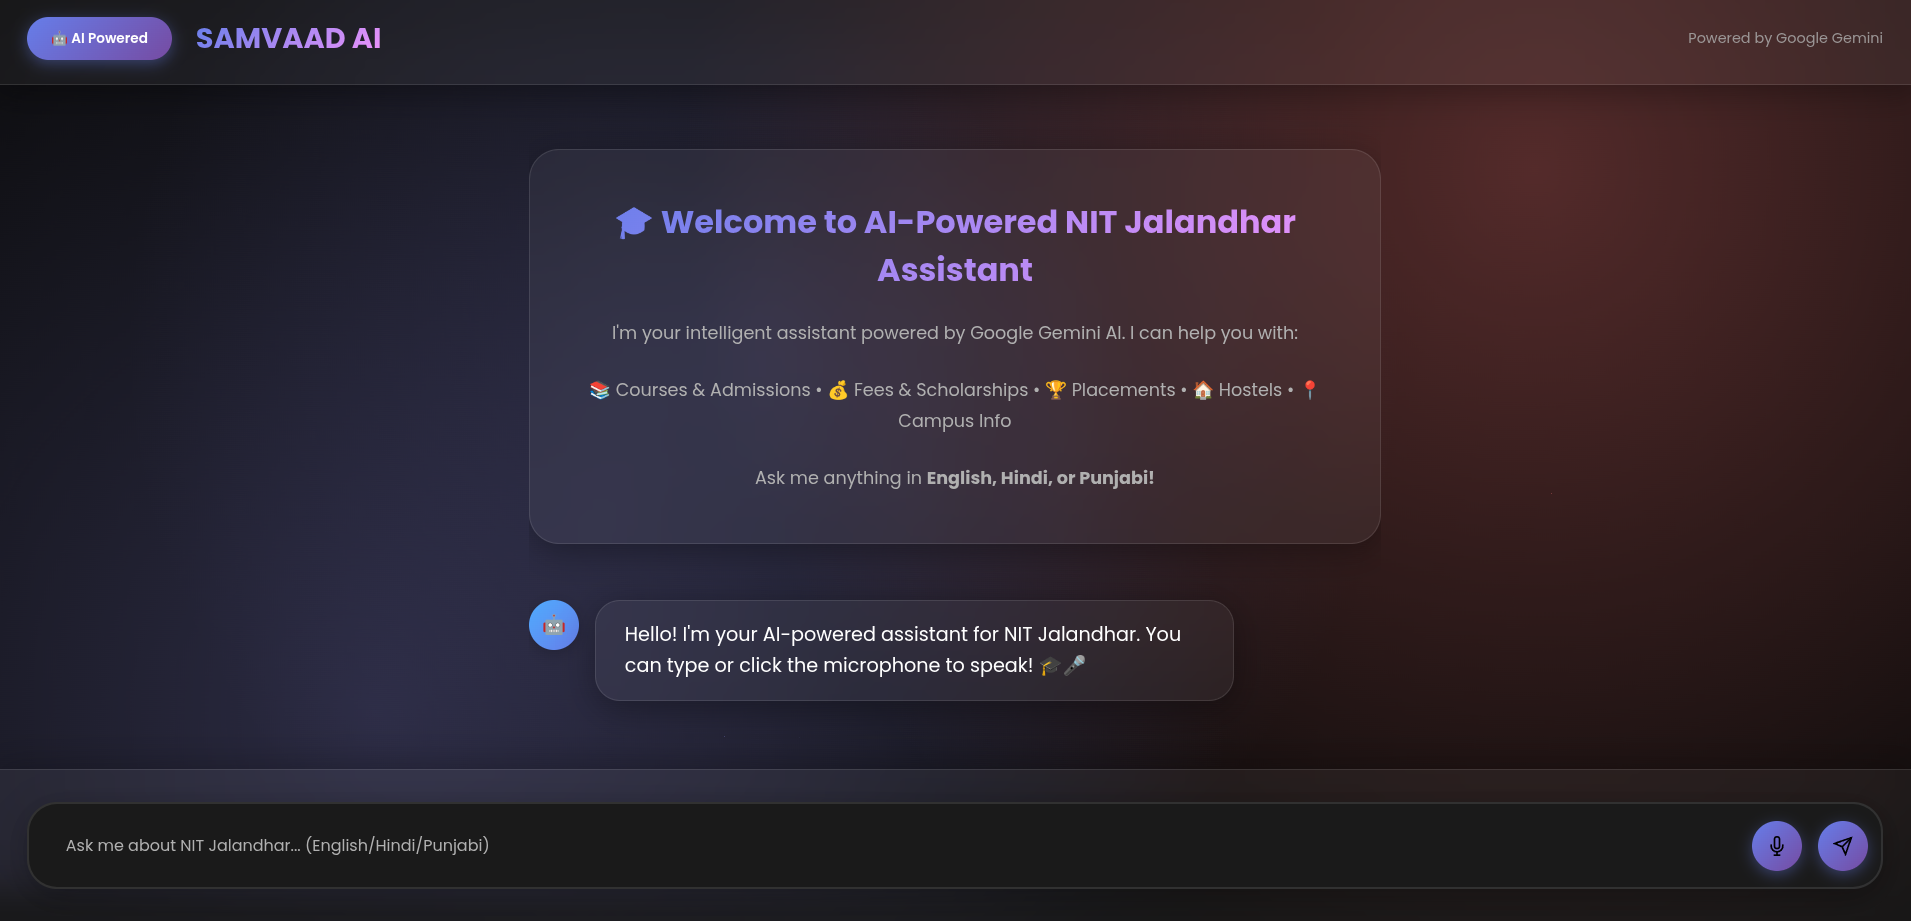 🤖 AI Powered
SAMVAAD AI
Powered by Google Gemini
🎓 Welcome to AI-Powered NIT Jalandhar
Assistant
I'm your intelligent assistant powered by Google Gemini AI. I can help you with:
📚 Courses & Admissions • 💰 Fees & Scholarships • 🏆 Placements • 🏠 Hostels • 📍
Campus Info
Ask me anything in English, Hindi, or Punjabi!
Hello! I'm your AI-powered assistant for NIT Jalandhar. You
can type or click the microphone to speak! 🎓🎤
Ask me about NIT Jalandhar... (English/Hindi/Punjabi)